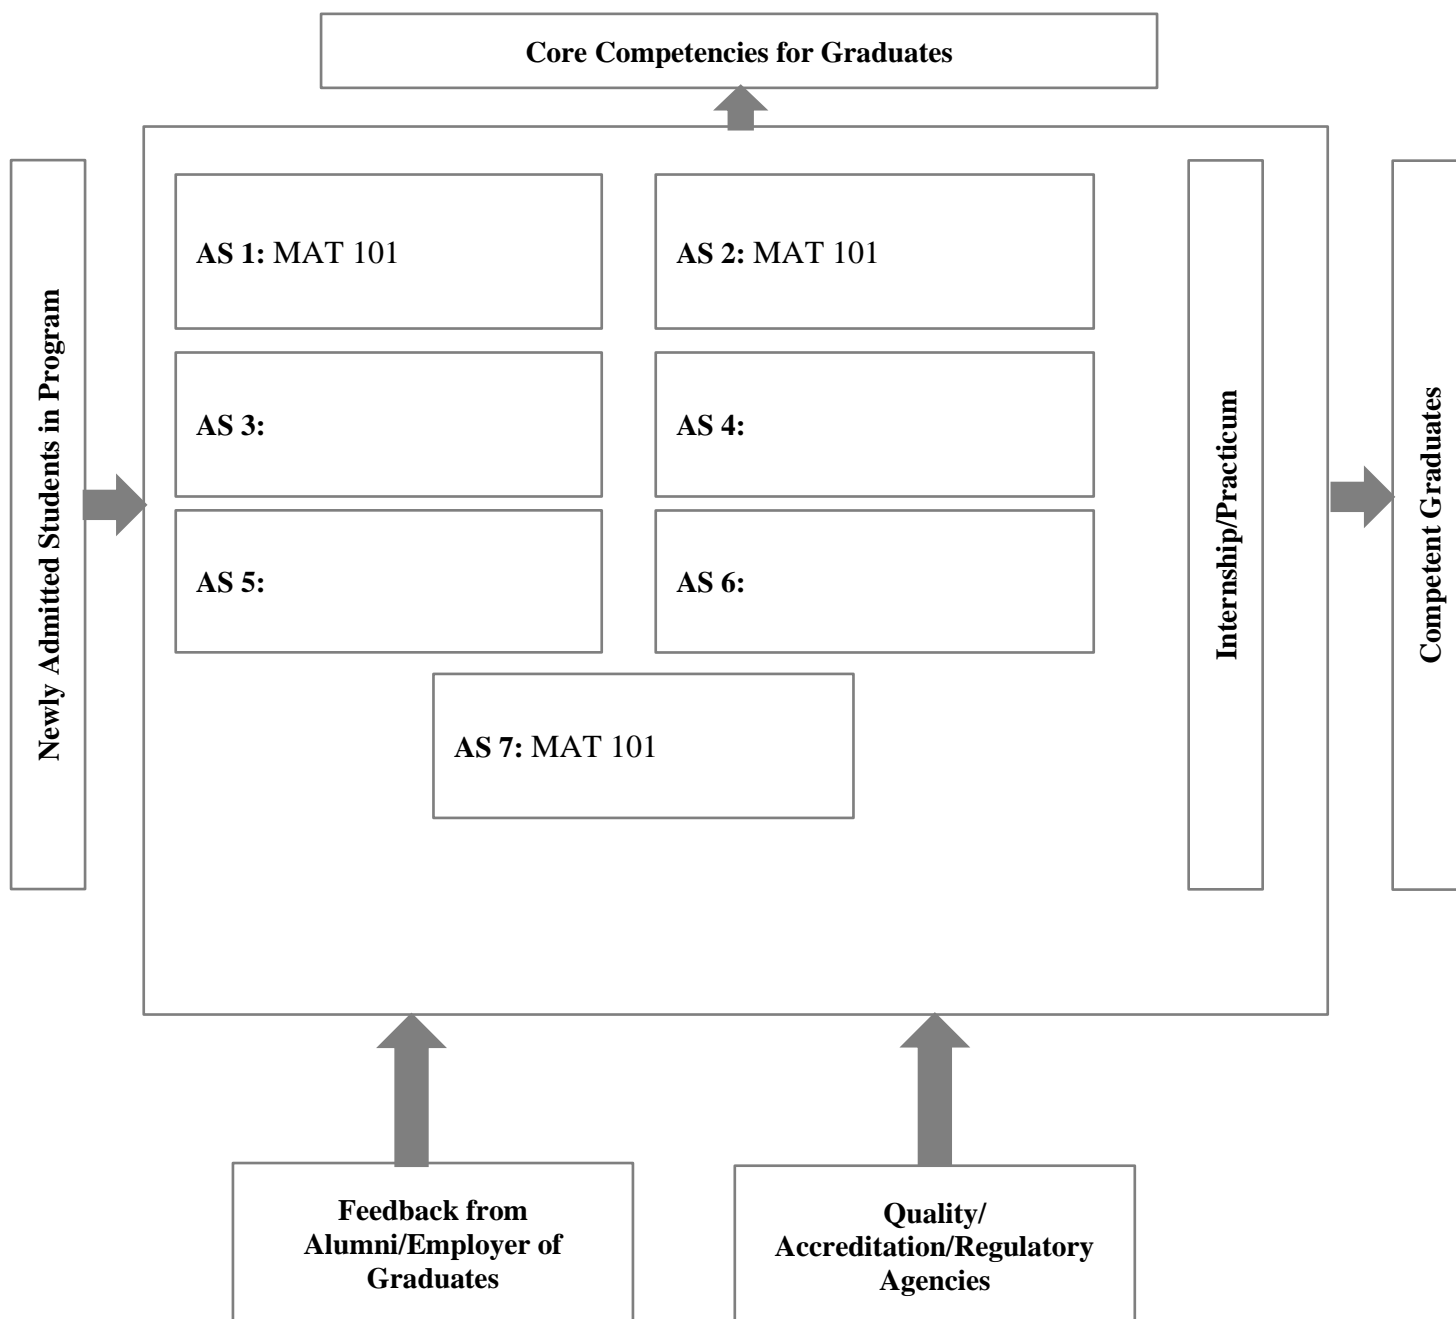 Core Competencies for Graduates
Newly Admitted Students in Program
AS 1: MAT 101
AS 2: MAT 101
AS 3:
AS 4:
AS 5:
AS 6:
AS 7: MAT 101
Internship/Practicum
Competent Graduates
Feedback from
Alumni/Employer of
Graduates
Quality/
Accreditation/Regulatory
Agencies